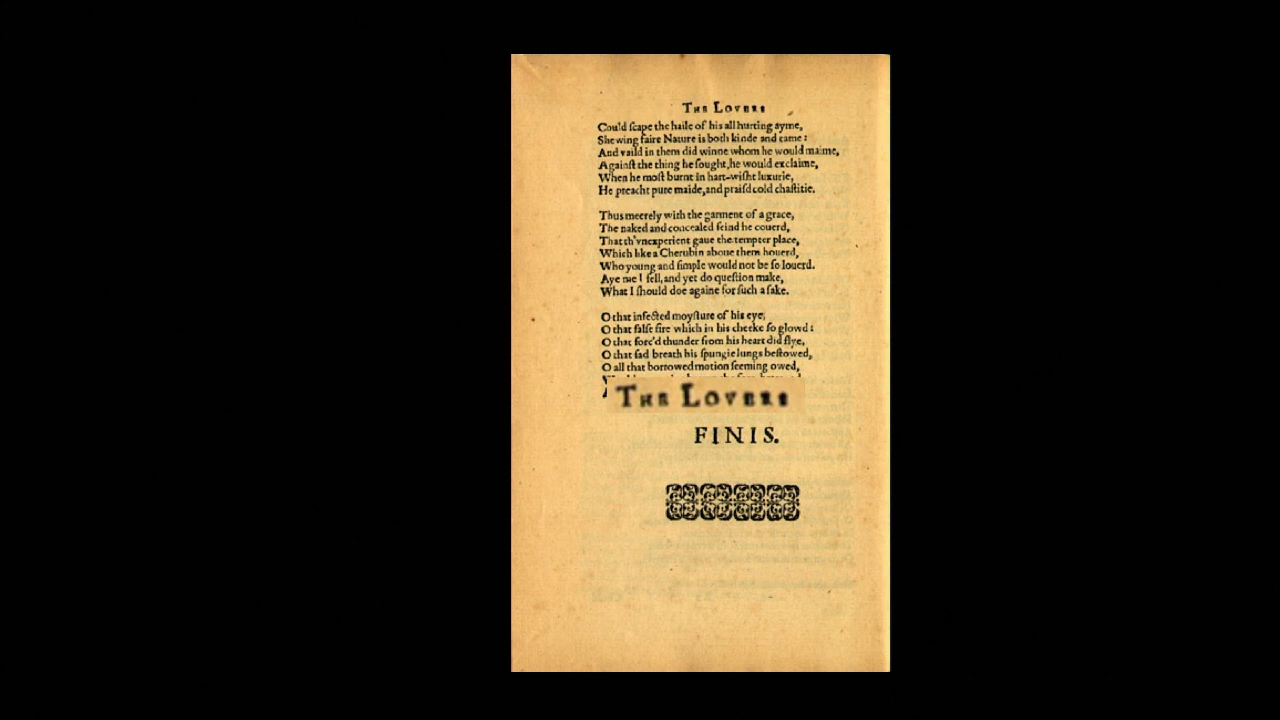 THE LOVERS
Could ſcape the haile of his all hurting ayme,
Shewing faire Nature is both kinde and tame:
And vaild in them did winne whom he would maime,
Againſt the thing he ſought, he would exclaime,
When he moſt burnt in hart-wiſht luxurie,
He preacht pure maide, and praiſd cold chaſtitie.
Thus meerely with the garment of a grace,
The naked and concealed feind he couerd,
That th'vnexperient gaue the tempter place,
Which like a Cherubin aboue them houerd,
Who young and ſimple would not be ſo louerd.
Aye me I fell, and yet do queſtion make,
What I ſhould doe againe for ſuch a ſake.
O that infected moyſture of his eye,
O that falſe fire which in his cheeke ſo glowd:
O that forc'd thunder from his heart did flye,
O that ſad breath his ſpungie lungs beſtowed,
O all that borrowed motion ſeeming owed,
THE LOVERS
FINIS.